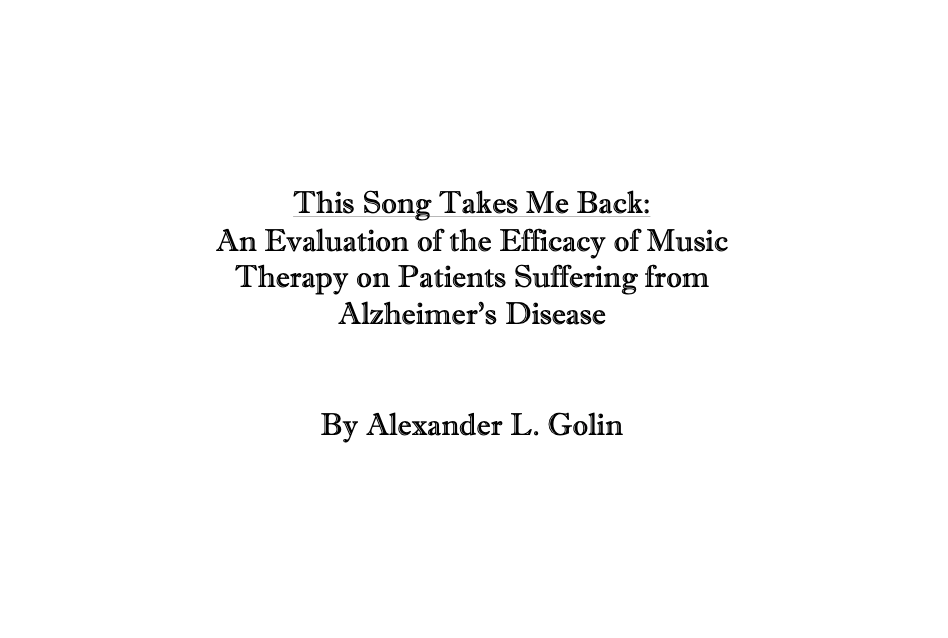 This Song Takes Me Back:
An Evaluation of the Efficacy of Music
Therapy on Patients Suffering from
Alzheimer’s Disease
By Alexander L. Golin